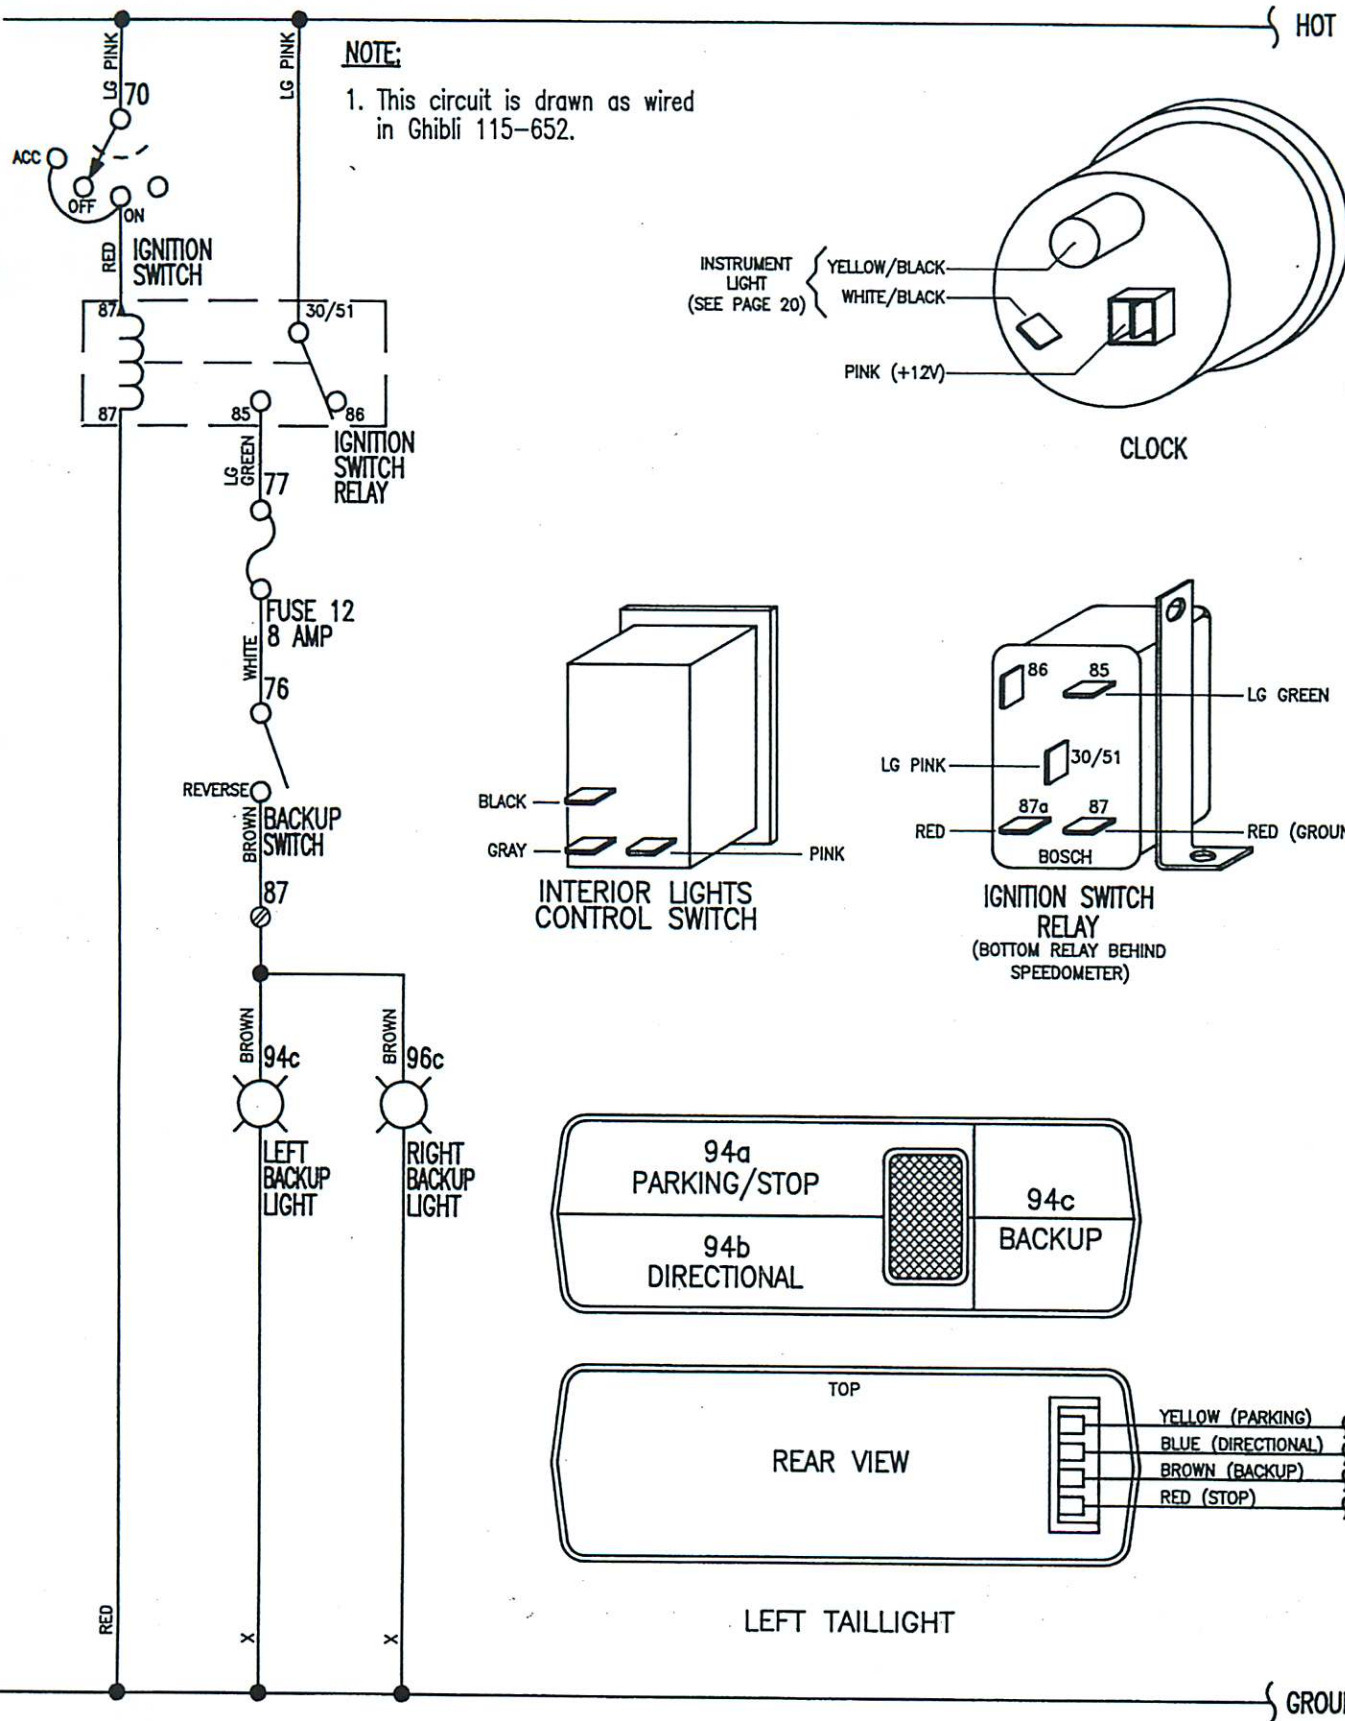 HOT
LG PINK
LG PINK
NOTE:
1. This circuit is drawn as wired
in Ghibli 115-652.
70
ACC
OFF
ON
RED
IGNITION
SWITCH
87
30/51
87
85
86
IGNITION
SWITCH
RELAY
LG
GREEN
77
FUSE 12
8 AMP
WHITE
76
REVERSE
BACKUP
SWITCH
BROWN
87
BROWN
94c
BROWN
96c
LEFT
BACKUP
LIGHT
RIGHT
BACKUP
LIGHT
RED
X
X
INSTRUMENT
LIGHT
(SEE PAGE 20)
YELLOW/BLACK
WHITE/BLACK
PINK (+12V)
CLOCK
BLACK
GRAY
PINK
INTERIOR LIGHTS
CONTROL SWITCH
86
85
LG GREEN
LG PINK
30/51
87a
87
RED
RED (GROUN
BOSCH
IGNITION SWITCH
RELAY
(BOTTOM RELAY BEHIND
SPEEDOMETER)
94a
PARKING/STOP
94b
DIRECTIONAL
94c
BACKUP
TOP
REAR VIEW
YELLOW (PARKING)
BLUE (DIRECTIONAL)
BROWN (BACKUP)
RED (STOP)
LEFT TAILLIGHT
GROU